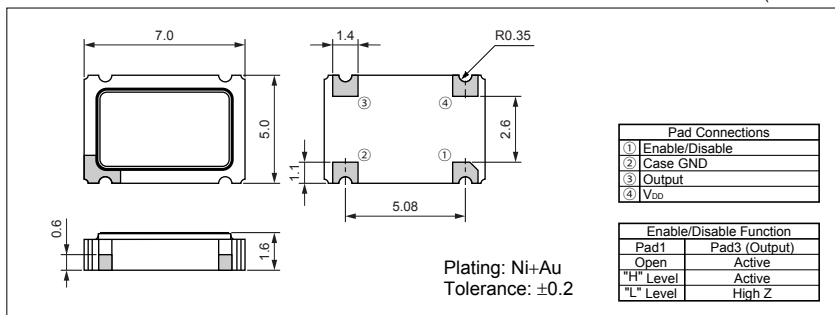 (
7.0
1.4
R0.35
③
④
5.0
2.6
②
①
1.1
5.08
0.6
1.6
Plating: Ni+Au
Tolerance: ±0.2
Pad Connections
① Enable/Disable
② Case GND
③ Output
④ VDD
Enable/Disable Function
Pad1 Pad3 (Output)
Open Active
"H" Level Active
"L" Level High Z